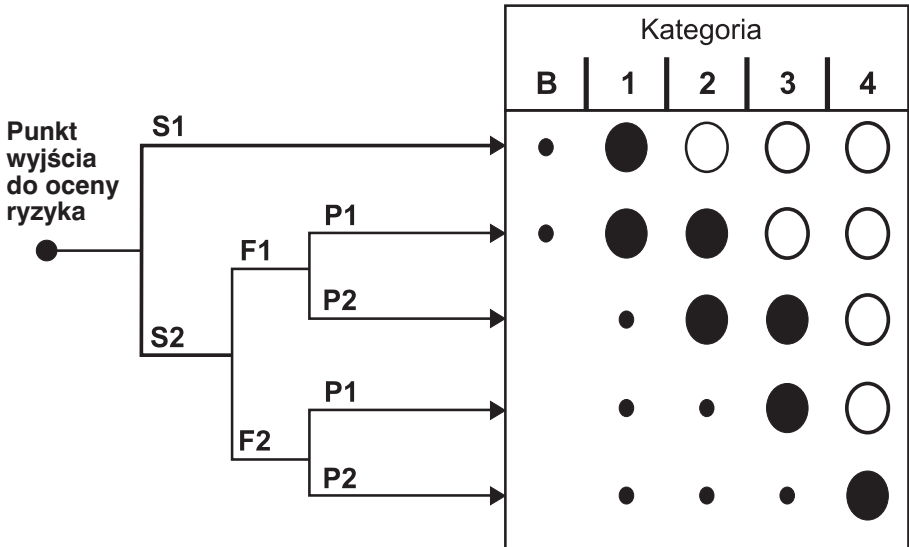 Kategoria
B 1 2 3 4
S1
Punkt
wyjścia
do oceny
ryzyka
P1
F1
P2
S2
P1
F2
P2